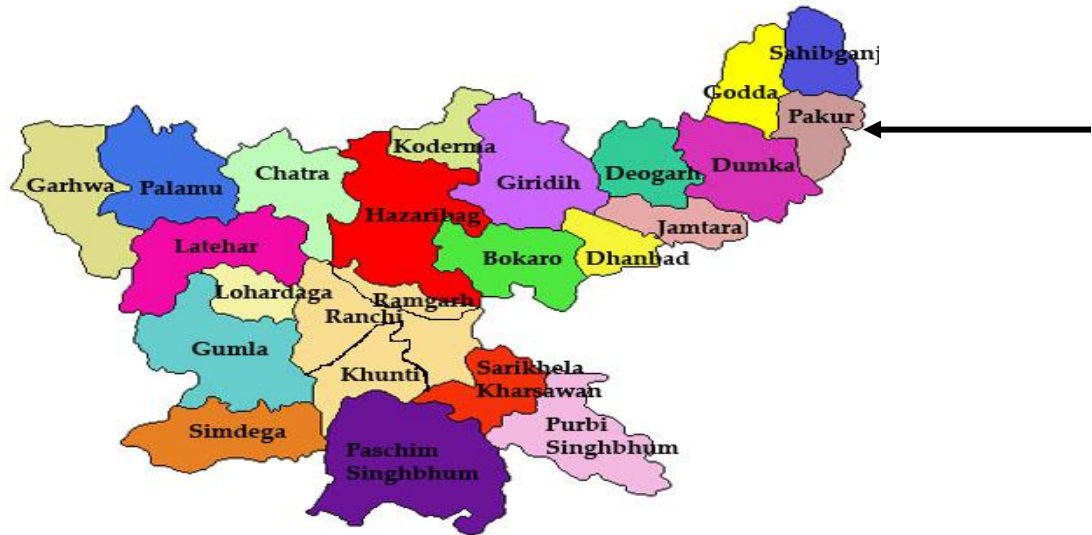 Sahibganj
Godda
Pakur
Koderma
Garhwa
Palamu
Chatra
Giridih
Deogarh
Dumka
Hazaribag
Jamtara
Latehar
Bokaro
Dhanbad
Lohardaga
Ramgarh
Ranchi
Gumla
Khunti
Sarikhela
Kharsawan
Simdega
Purbi
Singhbhum
Paschim
Singhbhum